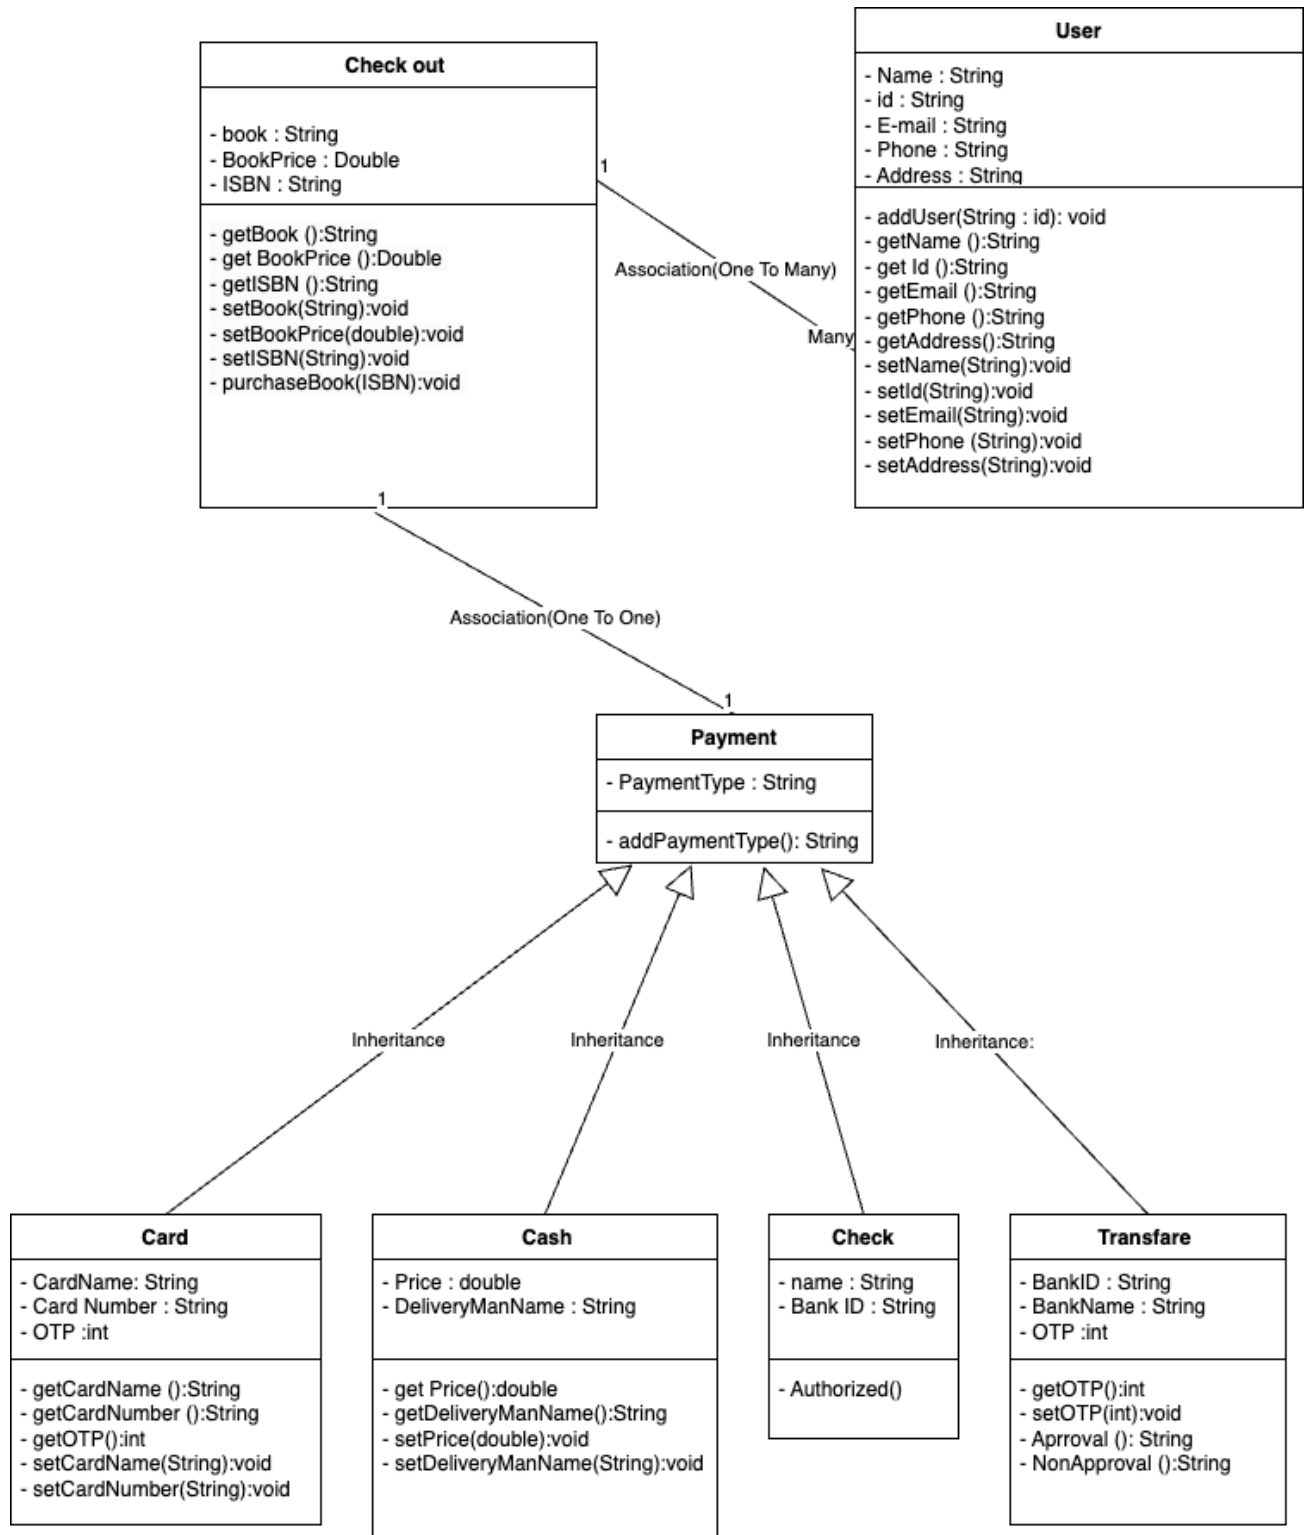 Check out
- book : String
- BookPrice : Double
- ISBN : String
- getBook ():String
- get BookPrice ():Double
- getISBN ():String
- setBook(String):void
- setBookPrice(double):void
- setISBN(String):void
- purchaseBook(ISBN):void
User
- Name : String
- id : String
- E-mail : String
- Phone : String
- Address : String
- addUser(String : id): void
- getName ():String
- get Id ():String
- getEmail ():String
- getPhone ():String
- getAddress():String
- setName(String):void
- setId(String):void
- setEmail(String):void
- setPhone (String):void
- setAddress(String):void
1
Association(One To Many)
Many
1
Association(One To One)
1
Payment
- PaymentType : String
- addPaymentType(): String
Inheritance
Inheritance
Inheritance
Inheritance:
Card
- CardName: String
- Card Number : String
- OTP :int
- getCardName ():String
- getCardNumber ():String
- getOTP():int
- setCardName(String):void
- setCardNumber(String):void
Cash
- Price : double
- DeliveryManName : String
- get Price():double
- getDeliveryManName():String
- setPrice(double):void
- setDeliveryManName(String):void
Check
- name : String
- Bank ID : String
- Authorized()
Transfare
- BankID : String
- BankName : String
- OTP :int
- getOTP():int
- setOTP(int):void
- Aprroval (): String
- NonApproval ():String